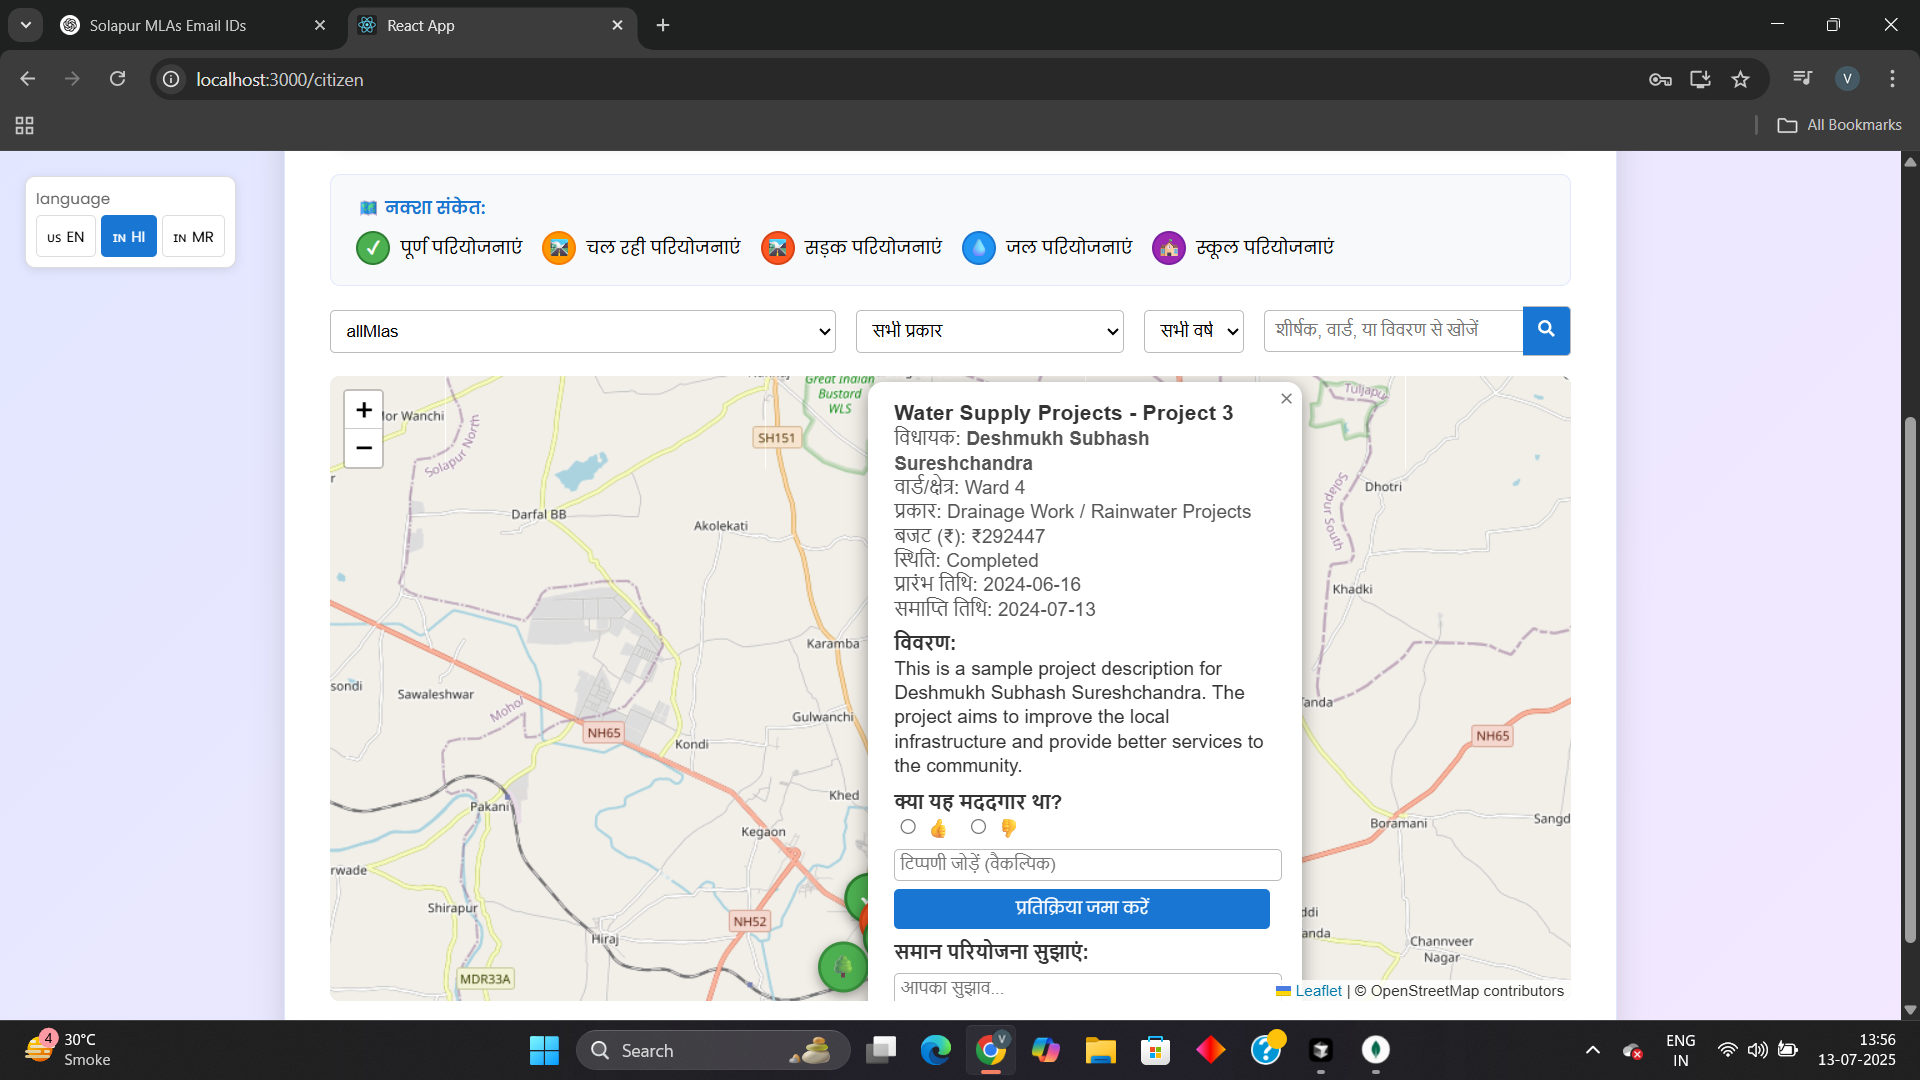 Solapur MLAs Email IDs
React App
localhost:3000/citizen
V
All Bookmarks
language
US EN
IN HI
IN MR
नक्शा संकेत:
पूर्ण परियोजनाएं
चल रही परियोजनाएं
सड़क परियोजनाएं
जल परियोजनाएं
स्कूल परियोजनाएं
allMlas
सभी प्रकार
सभी वर्ष
शीर्षक, वार्ड, या विवरण से खोजें
+
−
Great Indian
Bustard
WLS
Tuljapu
Mor Wanchi
Solapur North
SH151
Darfal BB
Akolekati
Dhotri
Solapur South
Khadki
Karamba
sondi
Sawaleshwar
Mohol
Gulwanchi
NH65
Kondi
Tanda
NH65
Pakani
Khed
Kegaon
Boramani
Sangd
rwade
Shirapur
NH52
Hiraj
ddi
anda
Channveer
Nagar
MDR33A
×
Water Supply Projects - Project 3
विधायक: Deshmukh Subhash
Sureshchandra
वार्ड/क्षेत्र: Ward 4
प्रकार: Drainage Work / Rainwater Projects
बजट (₹): ₹292447
स्थिति: Completed
प्रारंभ तिथि: 2024-06-16
समाप्ति तिथि: 2024-07-13
विवरण:
This is a sample project description for
Deshmukh Subhash Sureshchandra. The
project aims to improve the local
infrastructure and provide better services to
the community.
क्या यह मददगार था?
टिप्पणी जोड़ें (वैकल्पिक)
प्रतिक्रिया जमा करें
समान परियोजना सुझाएं:
आपका सुझाव...
Leaflet | © OpenStreetMap contributors
4
30°C
Smoke
Search
V
ENG
IN
13:56
13-07-2025